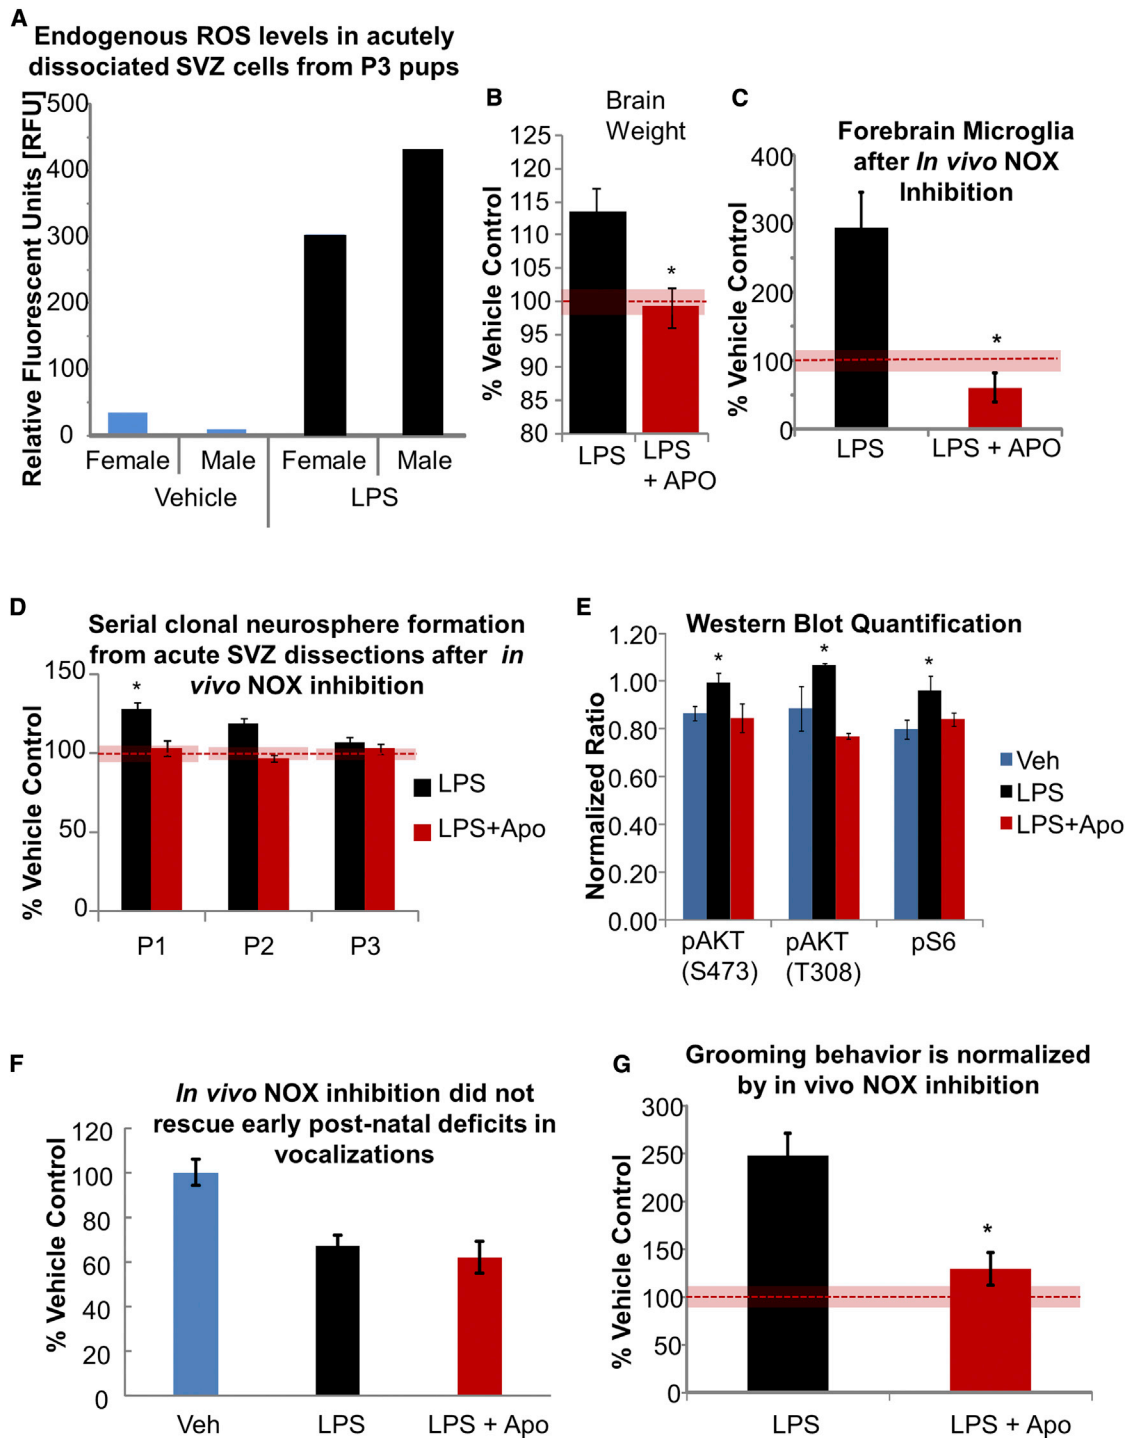 A
Endogenous ROS levels in acutely
dissociated SVZ cells from P3 pups
Relative Fluorescent Units [RFU]
500
400
300
200
100
0
Female
Male
Female
Male
Vehicle
LPS
B
Brain
Weight
% Vehicle Control
125
120
115
110
105
100
95
90
85
80
*
LPS
LPS
+ APO
C
Forebrain Microglia
after In vivo NOX
Inhibition
% Vehicle Control
400
300
200
100
0
*
LPS
LPS + APO
D
Serial clonal neurosphere formation
from acute SVZ dissections after in
vivo NOX inhibition
% Vehicle Control
150
100
50
0
*
P1
P2
P3
LPS
LPS+Apo
E
Western Blot Quantification
Normalized Ratio
1.20
1.00
0.80
0.60
0.40
0.20
0.00
*
*
*
pAKT
(S473)
pAKT
(T308)
pS6
Veh
LPS
LPS+Apo
F
In vivo NOX inhibition did not
rescue early post-natal deficits in
vocalizations
% Vehicle Control
120
100
80
60
40
20
0
Veh
LPS
LPS + Apo
G
Grooming behavior is normalized
by in vivo NOX inhibition
% Vehicle Control
300
250
200
150
100
50
0
*
LPS
LPS + Apo